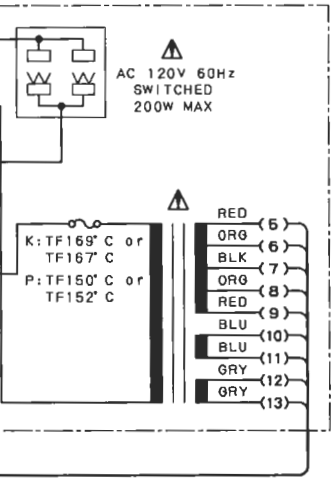 AC 120V 60Hz
SWITCHED
200W MAX
K:TF169°C or
TF167°C
P:TF150°C or
TF152°C
RED
(5)
ORG
(6)
BLK
(7)
ORG
(8)
RED
(9)
BLU
(10)
BLU
(11)
GRY
(12)
GRY
(13)